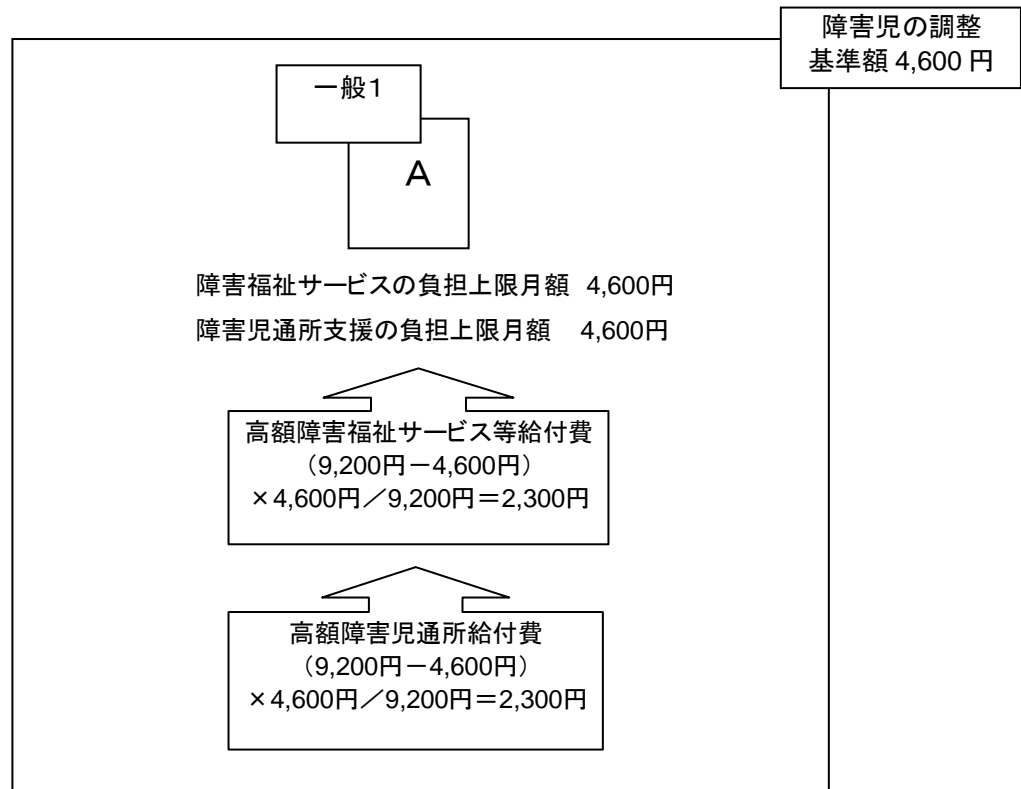 障害児の調整
基準額 4,600 円
一般1
A
障害福祉サービスの負担上限月額 4,600円
障害児通所支援の負担上限月額 4,600円
高額障害福祉サービス等給付費
(9,200円-4,600円)
×4,600円/9,200円=2,300円
高額障害児通所給付費
(9,200円-4,600円)
×4,600円/9,200円=2,300円